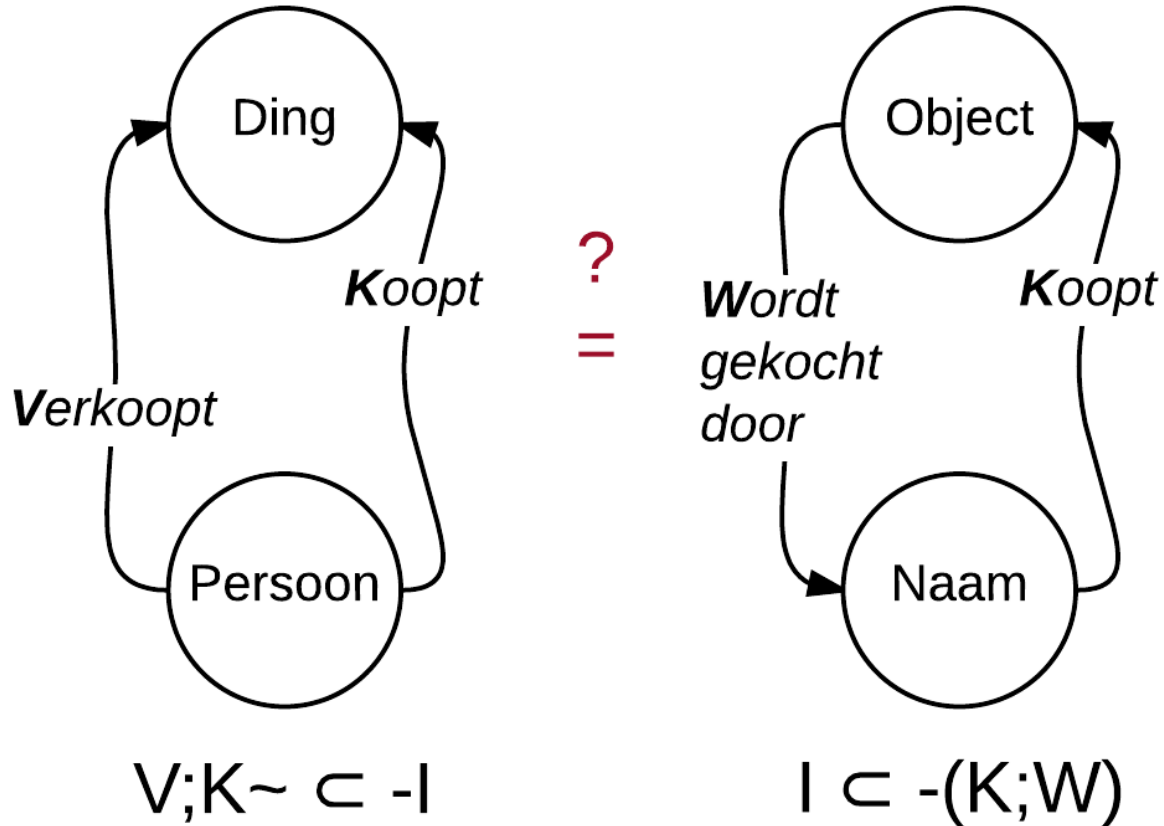 Ding
Koopt
Verkoopt
Persoon
V;K~ ⊂ -I
?
=
Object
Wordt
gekocht
door
Koopt
Naam
I ⊂ -(K;W)